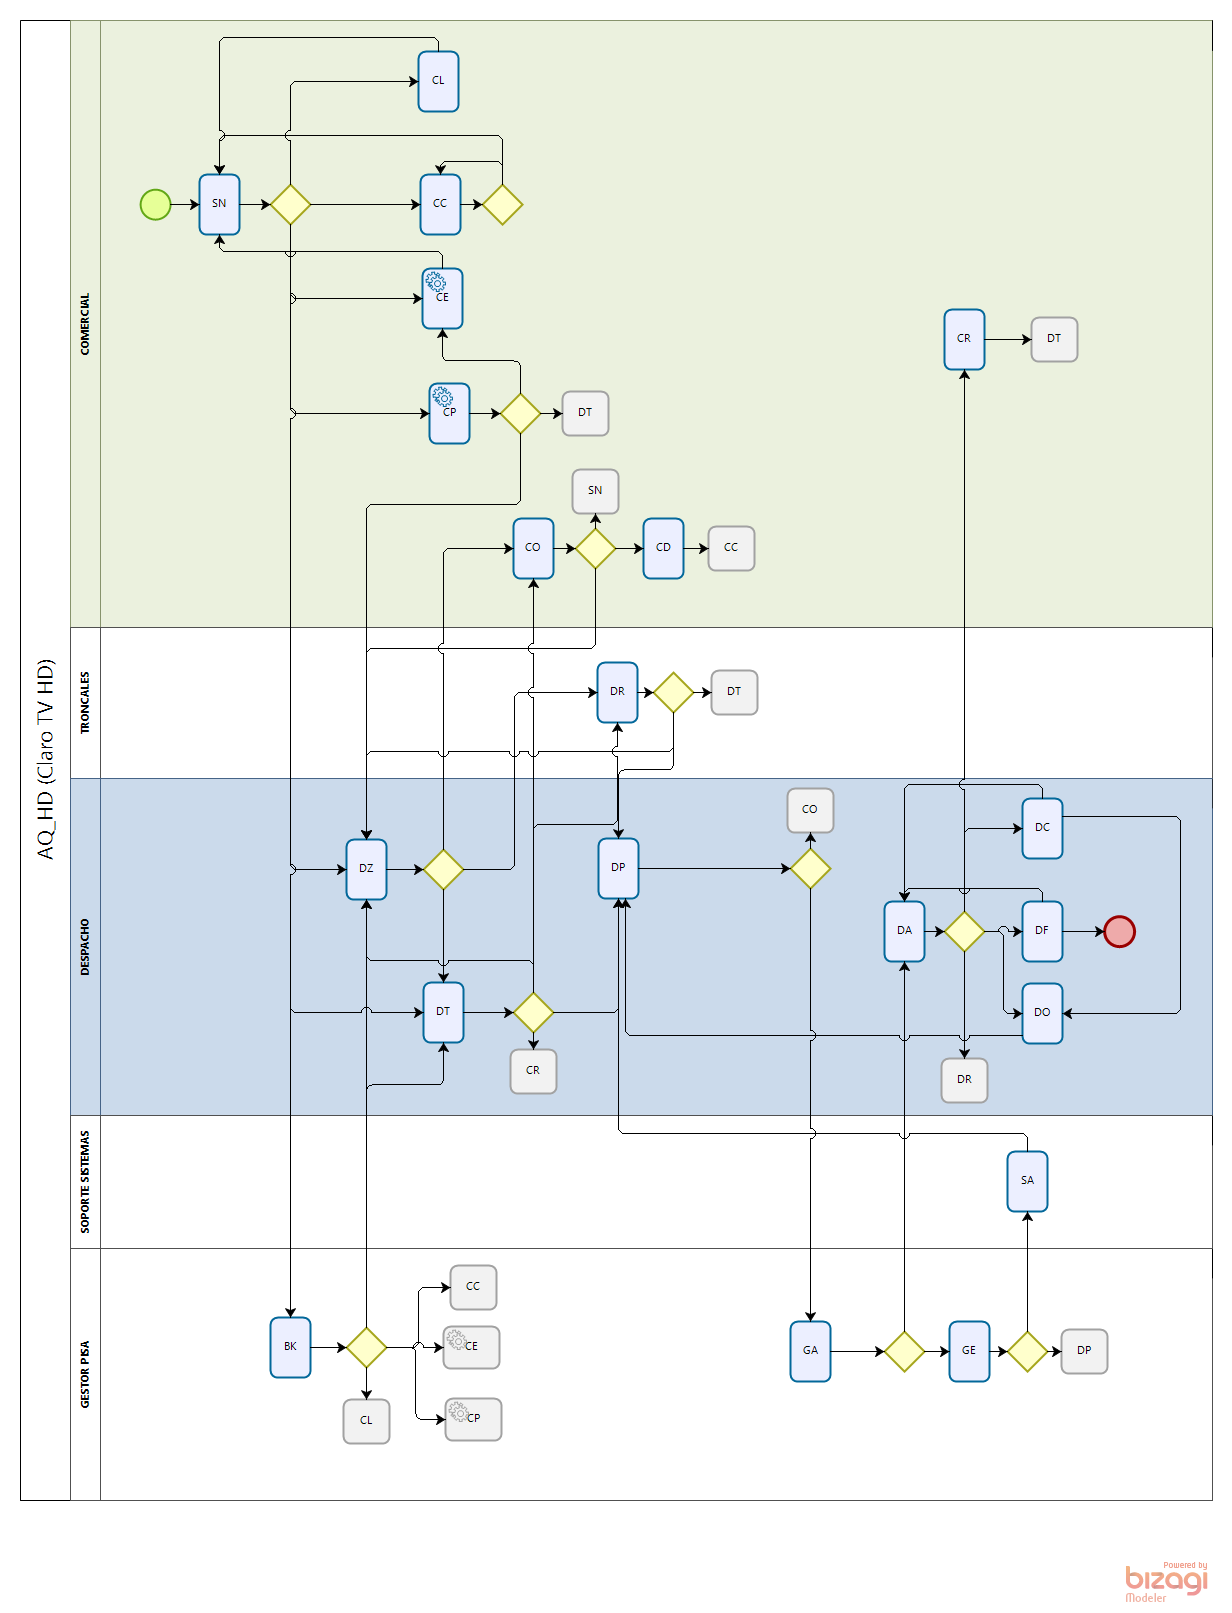 AQ_HD (Claro TV HD)
COMERCIAL
CL
SN
CC
CE
CR
DT
CP
DT
SN
CO
CD
CC
TRONCALES
DR
DT
DESPACHO
CO
DC
DZ
DP
DA
DF
DT
DO
CR
DR
SOPORTE SISTEMAS
SA
GESTOR PISA
CC
BK
CE
GA
GE
DP
CL
CP
Powered by
bizagi
Modeler